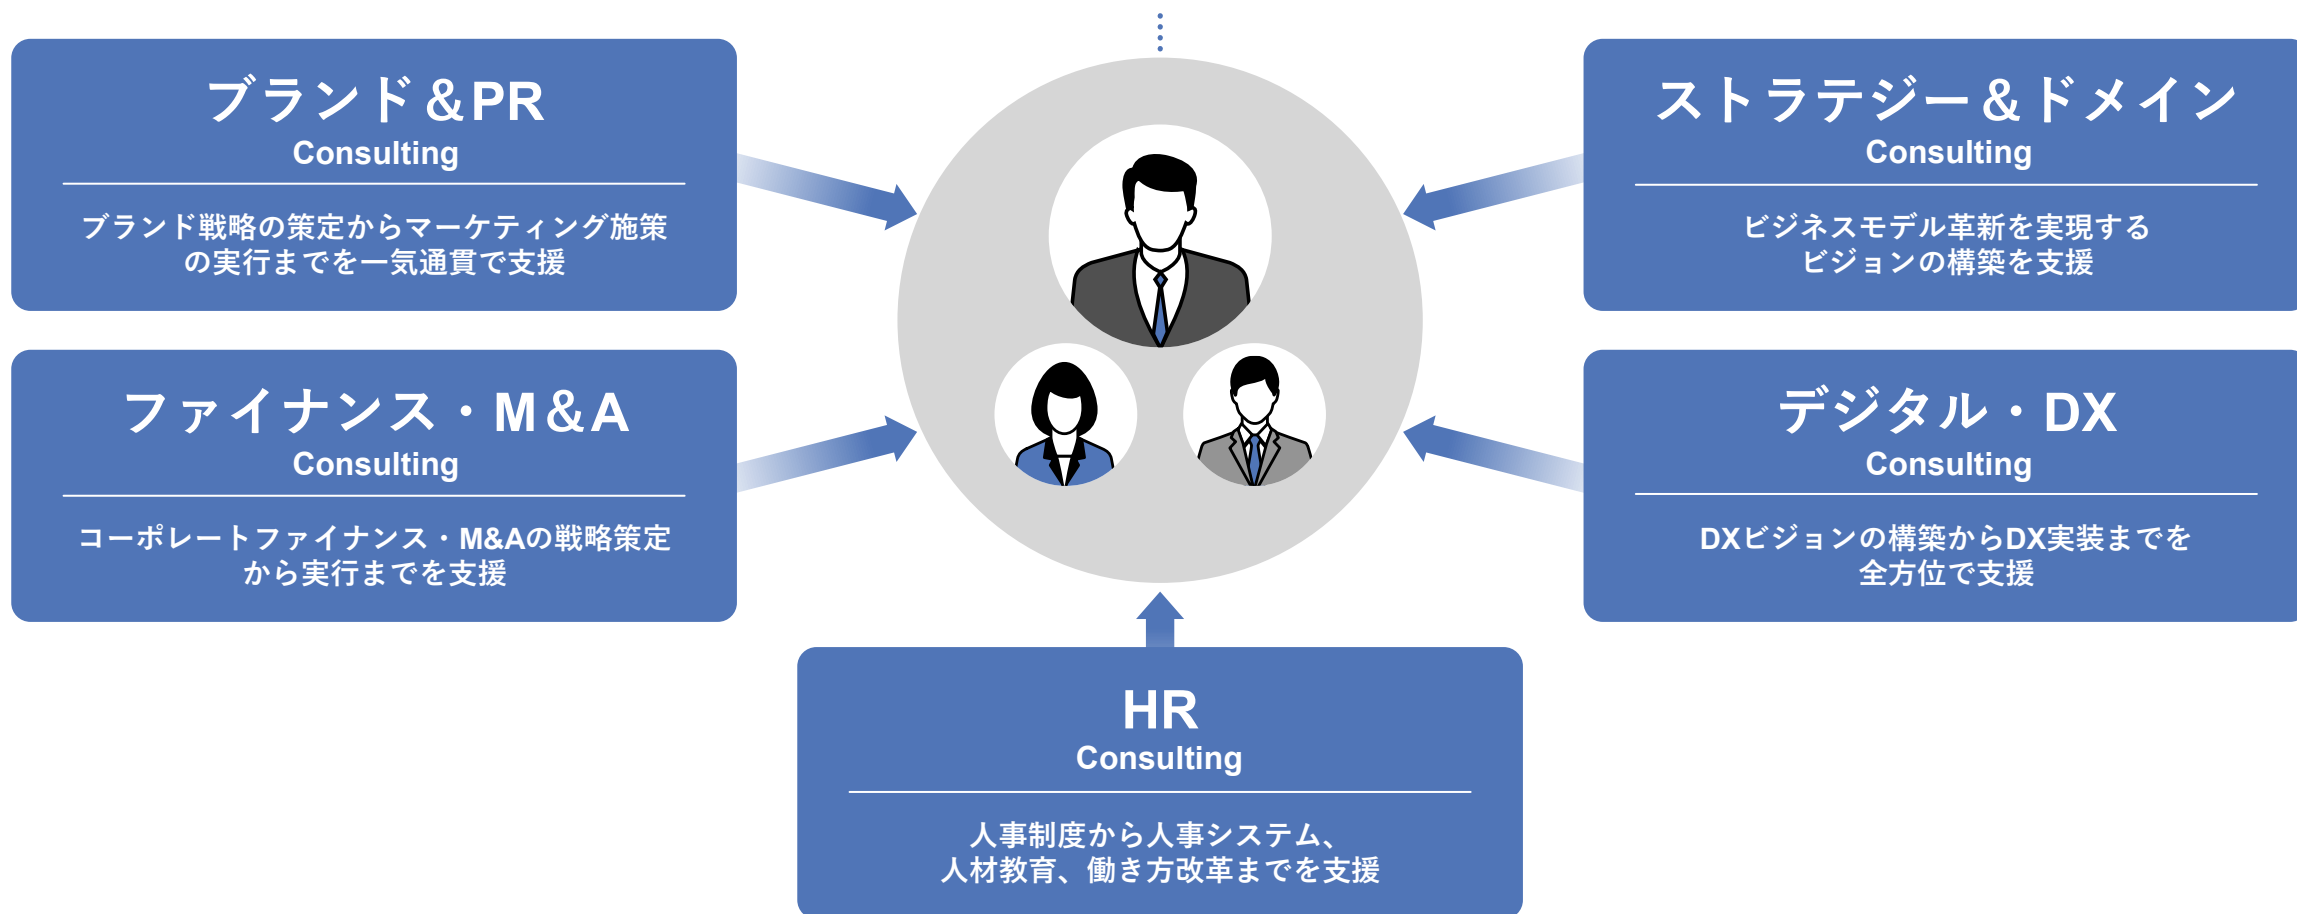 ブランド＆PR
Consulting
ブランド戦略の策定からマーケティング施策
の実行までを一気通貫で支援
ストラテジー＆ドメイン
Consulting
ビジネスモデル革新を実現する
ビジョンの構築を支援
ファイナンス・M＆A
Consulting
コーポレートファイナンス・M&Aの戦略策定
から実行までを支援
デジタル・DX
Consulting
DXビジョンの構築からDX実装までを
全方位で支援
HR
Consulting
人事制度から人事システム、
人材教育、働き方改革までを支援